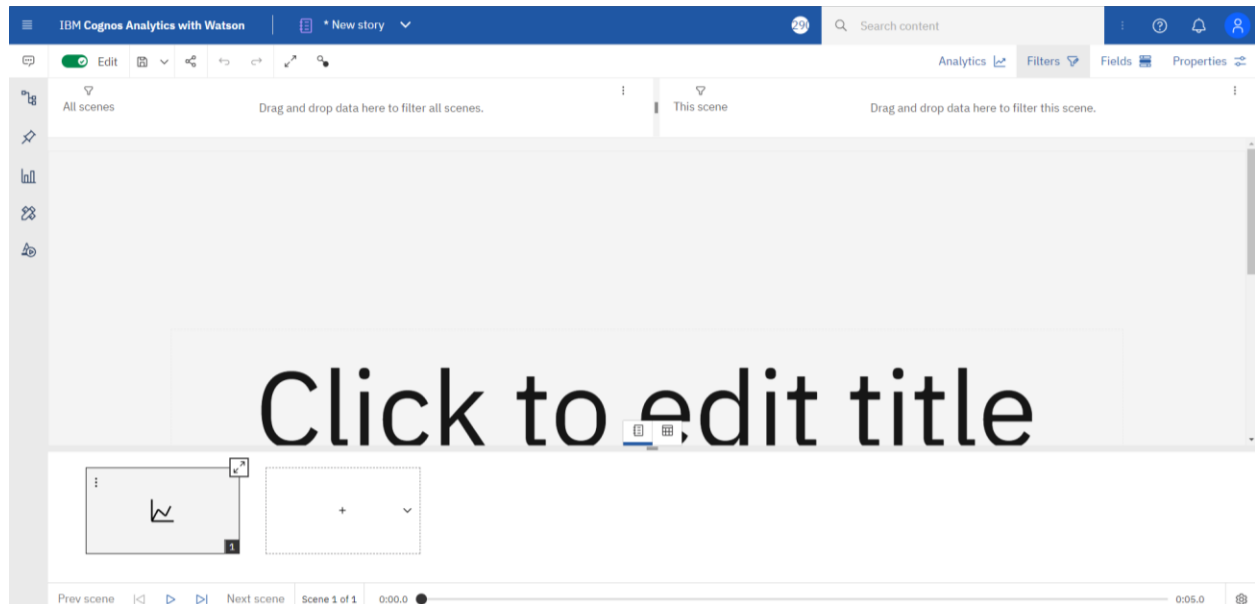 IBM Cognos Analytics with Watson
* New story
290
Search content
Edit
Analytics
Filters
Fields
Properties
All scenes
Drag and drop data here to filter all scenes.
This scene
Drag and drop data here to filter this scene.
Click to edit title
1
+
Prev scene
Next scene
Scene 1 of 1
0:00.0
0:05.0